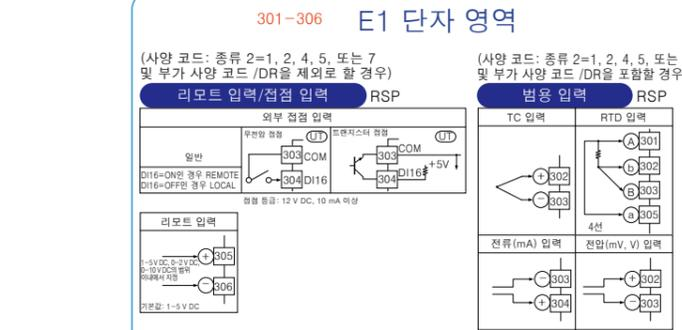 301-306 E1 단자 영역
(사양 코드: 종류 2=1, 2, 4, 5, 또는 7
및 부가 사양 코드 /DR을 제외로 할 경우)
리모트 입력/접점 입력 RSP
외부 접점 입력
일반
무전압 접점 UT
303 COM
304 DI16
트랜지스터 접점 UT
303 COM
+5V
304 DI16
DI16=ON인 경우 REMOTE
DI16=OFF인 경우 LOCAL
접점 등급: 12 V DC, 10 mA 이상
리모트 입력
+ 305
1-5 V DC, 0-2 V DC,
0-10 V DC의 범위
이내에서 지정
- 306
기본값: 1-5 V DC
(사양 코드: 종류 2=1, 2, 4, 5, 또는
및 부가 사양 코드 /DR을 포함할 경우
범용 입력 RSP
TC 입력
+ 302
- 303
RTD 입력
A 301
b 302
B 303
a 305
4선
전류(mA) 입력
- 303
+ 304
전압(mV, V) 입력
+ 302
- 303